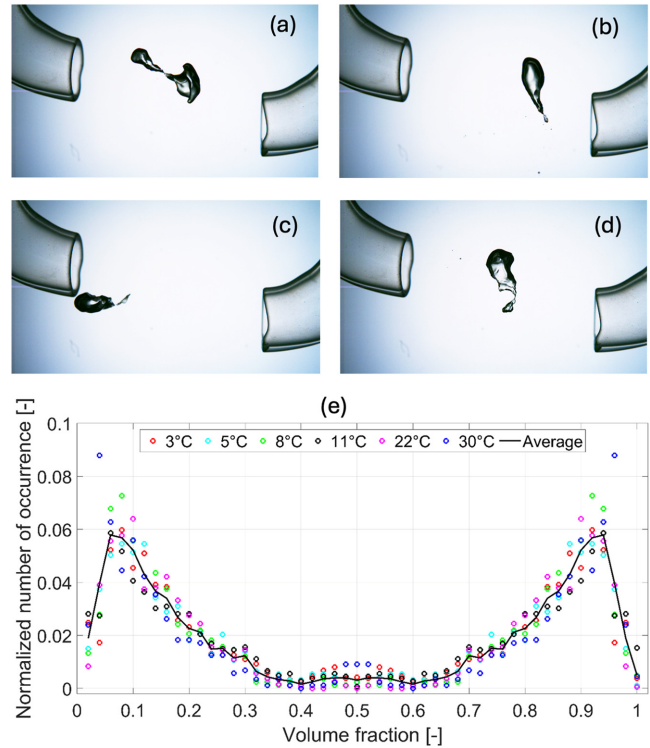 (a)
(b)
(c)
(d)
(e)
Normalized number of occurrence [-]
0.1
0.08
0.06
0.04
0.02
0
3°C 5°C 8°C 11°C 22°C 30°C Average
0 0.1 0.2 0.3 0.4 0.5 0.6 0.7 0.8 0.9 1
Volume fraction [-]